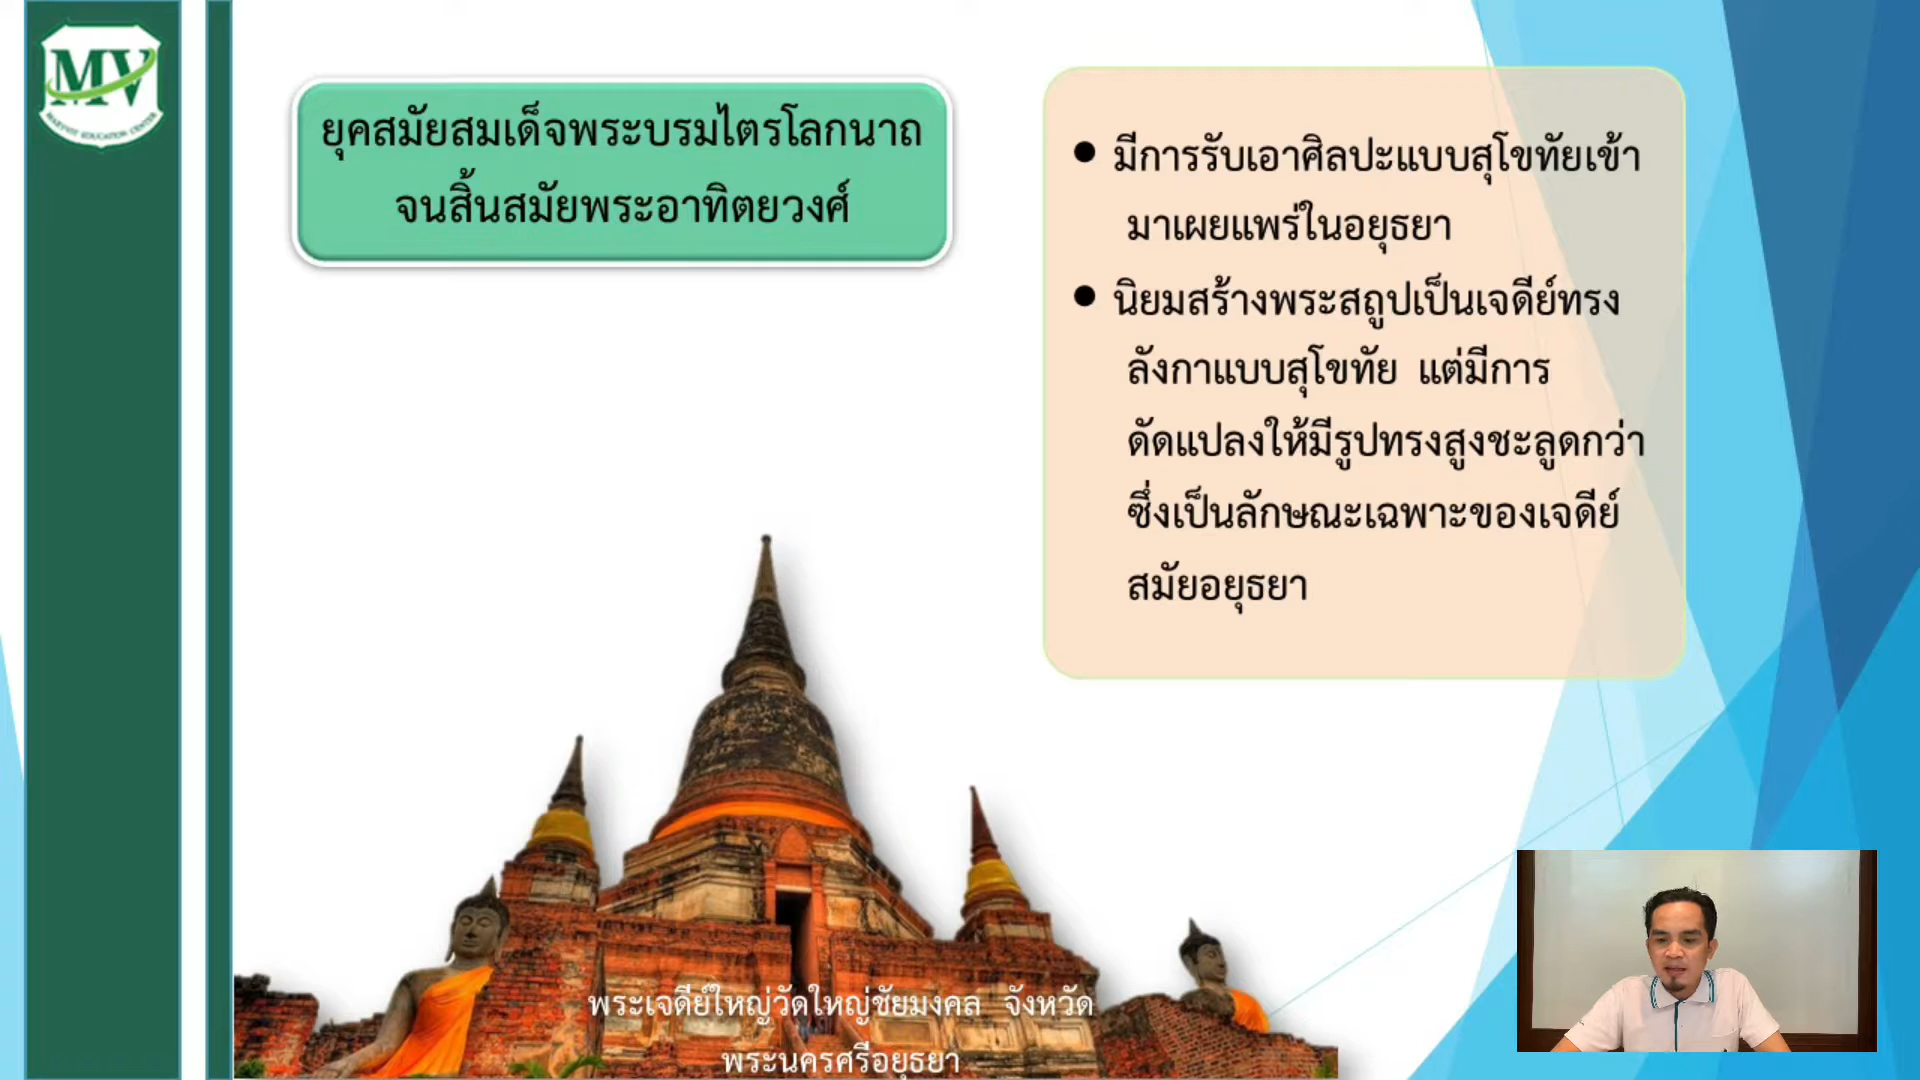 MV
ยุคสมัยสมเด็จพระบรมไตรโลกนาถ
จนสิ้นสมัยพระอาทิตยวงศ์
● มีการรับเอาศิลปะแบบสุโขทัยเข้า
มาเผยแพร่ในอยุธยา
● นิยมสร้างพระสถูปเป็นเจดีย์ทรง
ลังกาแบบสุโขทัย แต่มีการ
ดัดแปลงให้มีรูปทรงสูงชะลูดกว่า
ซึ่งเป็นลักษณะเฉพาะของเจดีย์
สมัยอยุธยา
พระเจดีย์ใหญ่วัดใหญ่ชัยมงคล จังหวัด
พระนครศรีอยุธยา